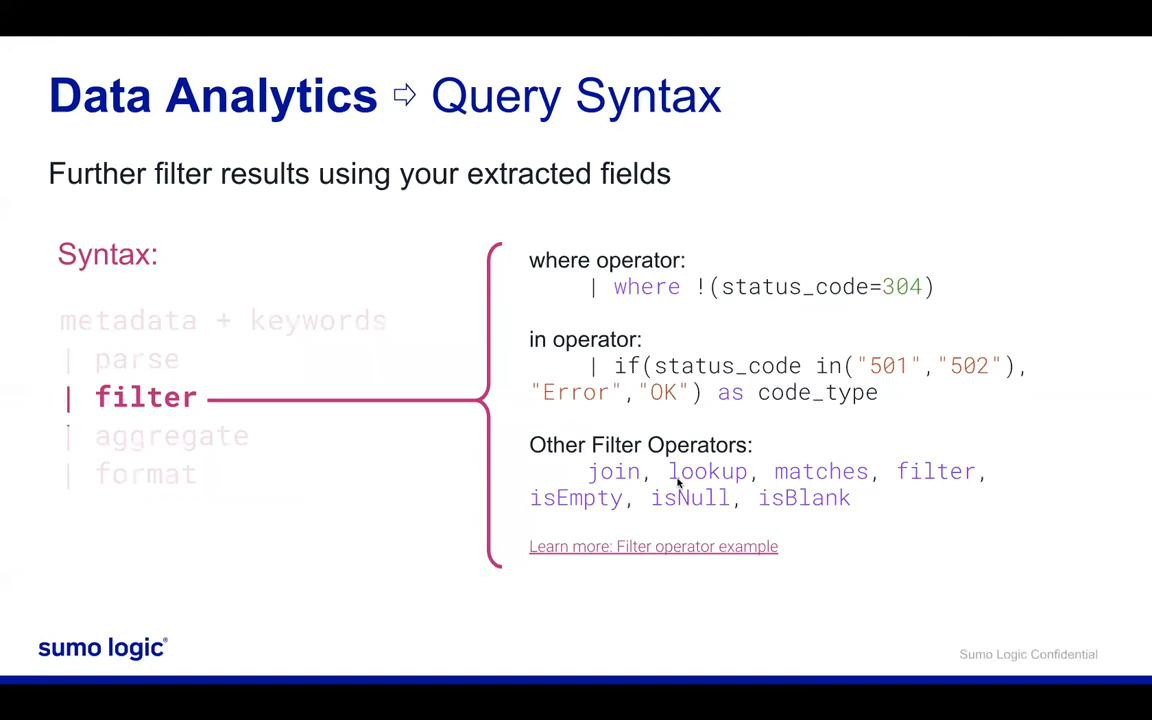 Data Analytics ⇨ Query Syntax
Further filter results using your extracted fields
Syntax:
metadata + keywords
| parse
| filter
| aggregate
| format
where operator:
| where !(status_code=304)
in operator:
| if(status_code in("501","502"),
"Error","OK") as code_type
Other Filter Operators:
join, lookup, matches, filter,
isEmpty, isNull, isBlank
Learn more: Filter operator example
sumo logic®
Sumo Logic Confidential